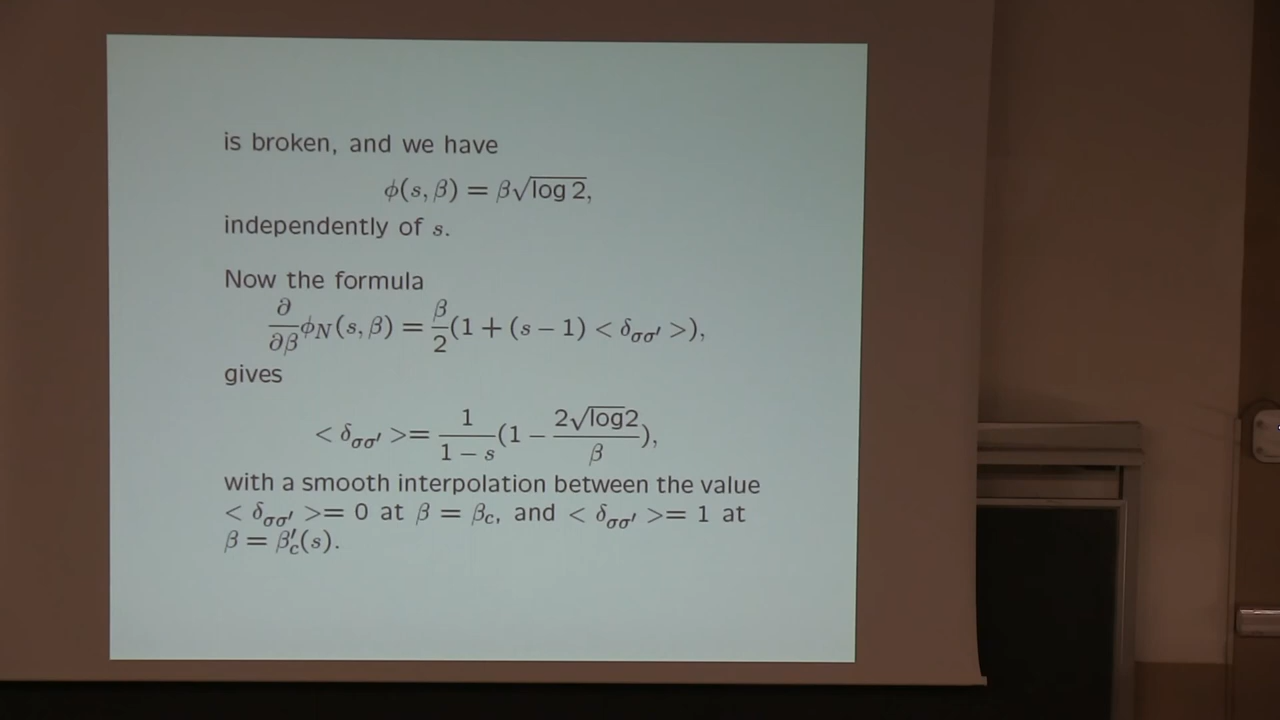 is broken, and we have
ϕ(s, β) = β√log 2,
independently of s.
Now the formula
∂/∂β ϕ_N(s, β) = β/2 (1 + (s − 1) < δ_σσ′ >),
gives
< δ_σσ′ >= 1/(1 − s) (1 − 2√log2/β),
with a smooth interpolation between the value
< δ_σσ′ >= 0 at β = β_c, and < δ_σσ′ >= 1 at
β = β′_c(s).